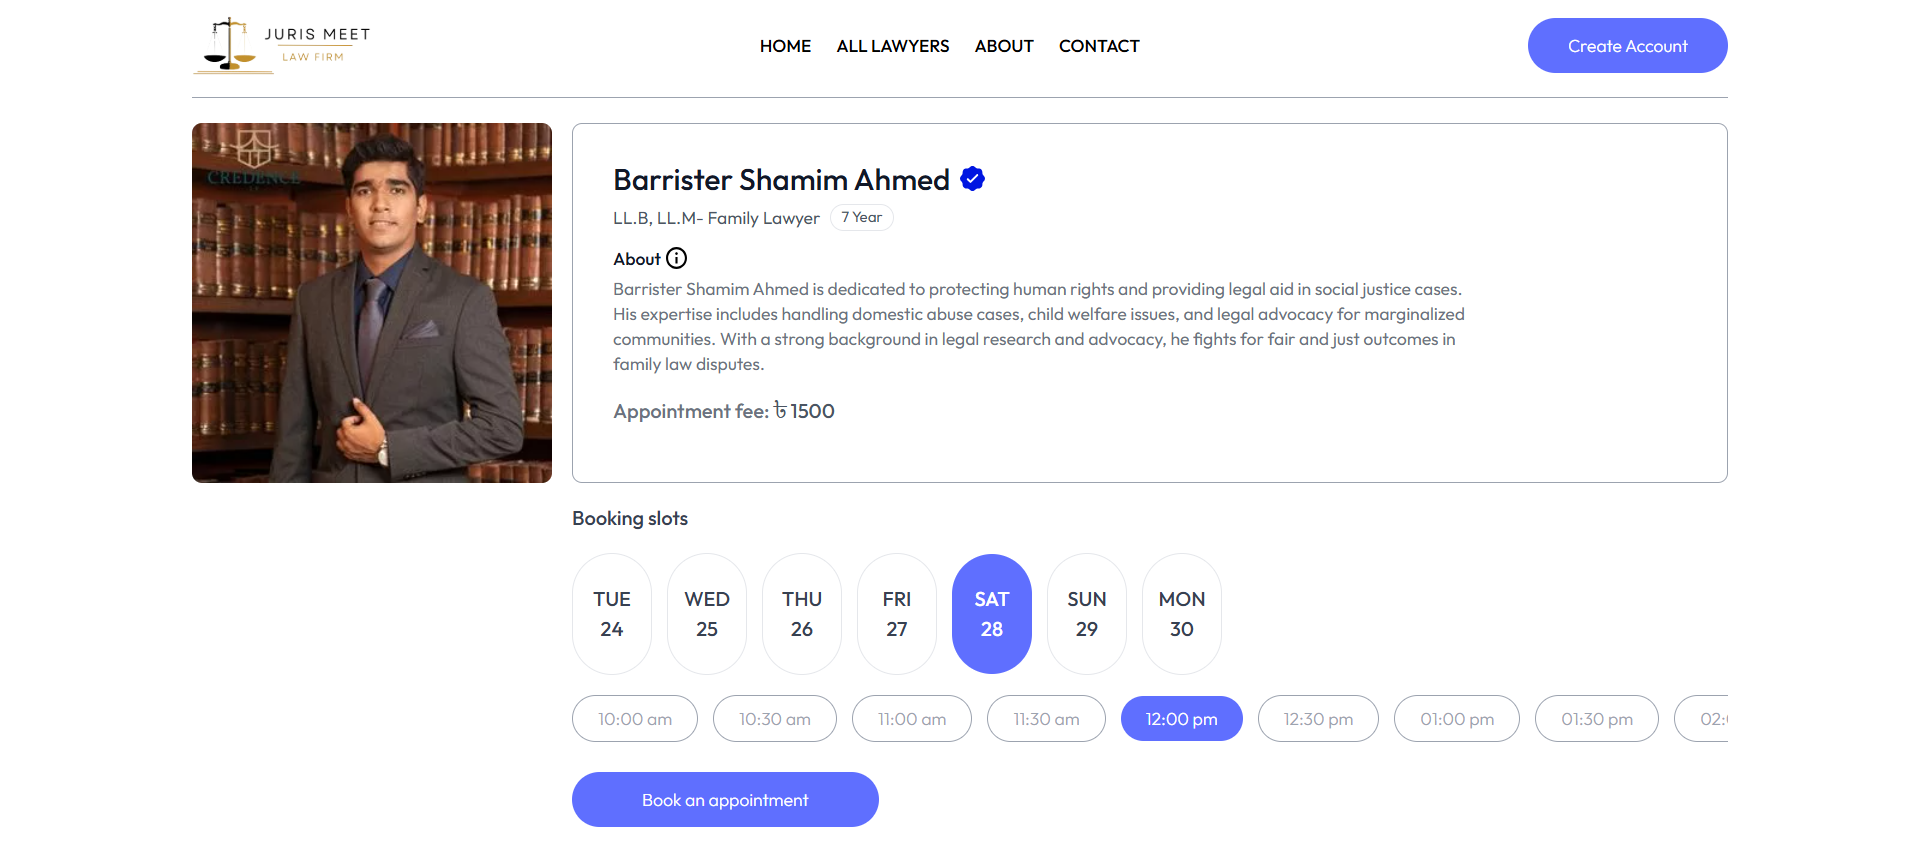 JURIS MEET
LAW FIRM
HOME ALL LAWYERS ABOUT CONTACT
Create Account
CREDENCE
Barrister Shamim Ahmed
LL.B, LL.M- Family Lawyer 7 Year
About
Barrister Shamim Ahmed is dedicated to protecting human rights and providing legal aid in social justice cases.
His expertise includes handling domestic abuse cases, child welfare issues, and legal advocacy for marginalized
communities. With a strong background in legal research and advocacy, he fights for fair and just outcomes in
family law disputes.
Appointment fee: ৳ 1500
Booking slots
TUE WED THU FRI SAT SUN MON
24 25 26 27 28 29 30
10:00 am 10:30 am 11:00 am 11:30 am 12:00 pm 12:30 pm 01:00 pm 01:30 pm
Book an appointment